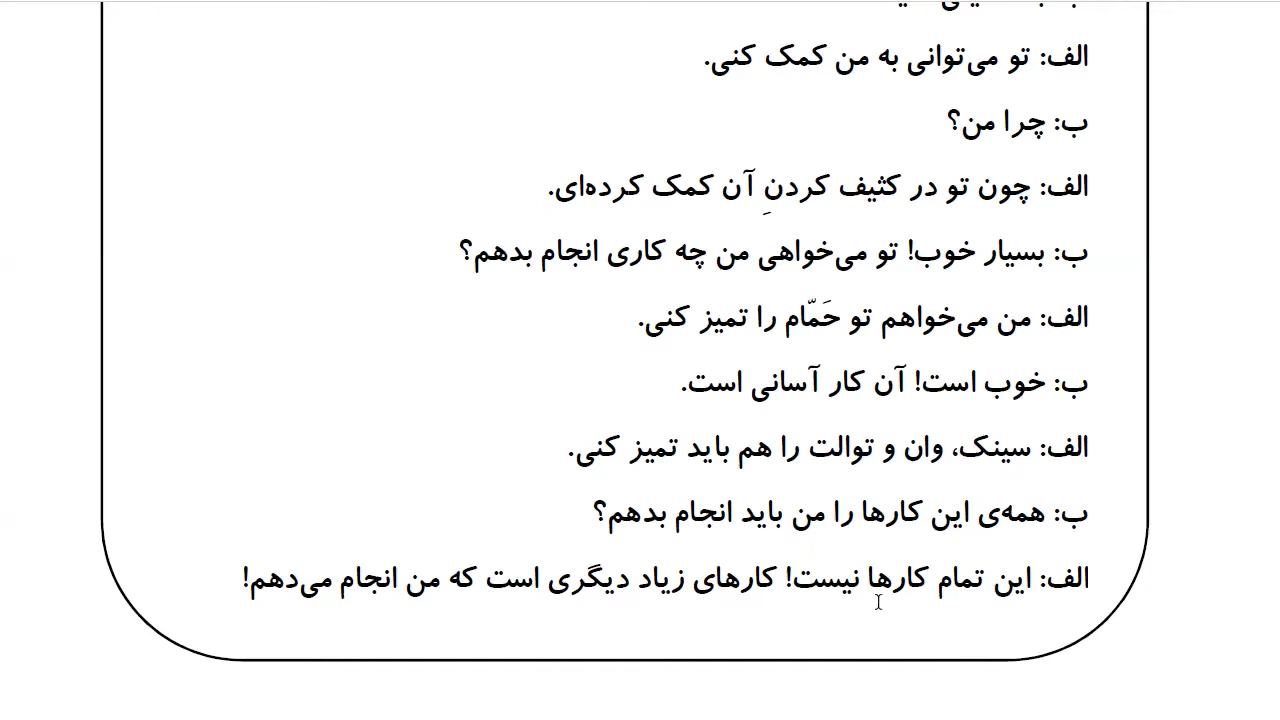 الف: تو می‌توانی به من کمک کنی.
ب: چرا من؟
الف: چون تو در کثیف کردنِ آن کمک کرده‌ای.
ب: بسیار خوب! تو می‌خواهی من چه کاری انجام بدهم؟
الف: من می‌خواهم تو حَمّام را تمیز کنی.
ب: خوب است! آن کار آسانی است.
الف: سینک، وان و توالت را هم باید تمیز کنی.
ب: همه‌ی این کارها را من باید انجام بدهم؟
الف: این تمام کارها نیست! کارهای زیاد دیگری است که من انجام می‌دهم!